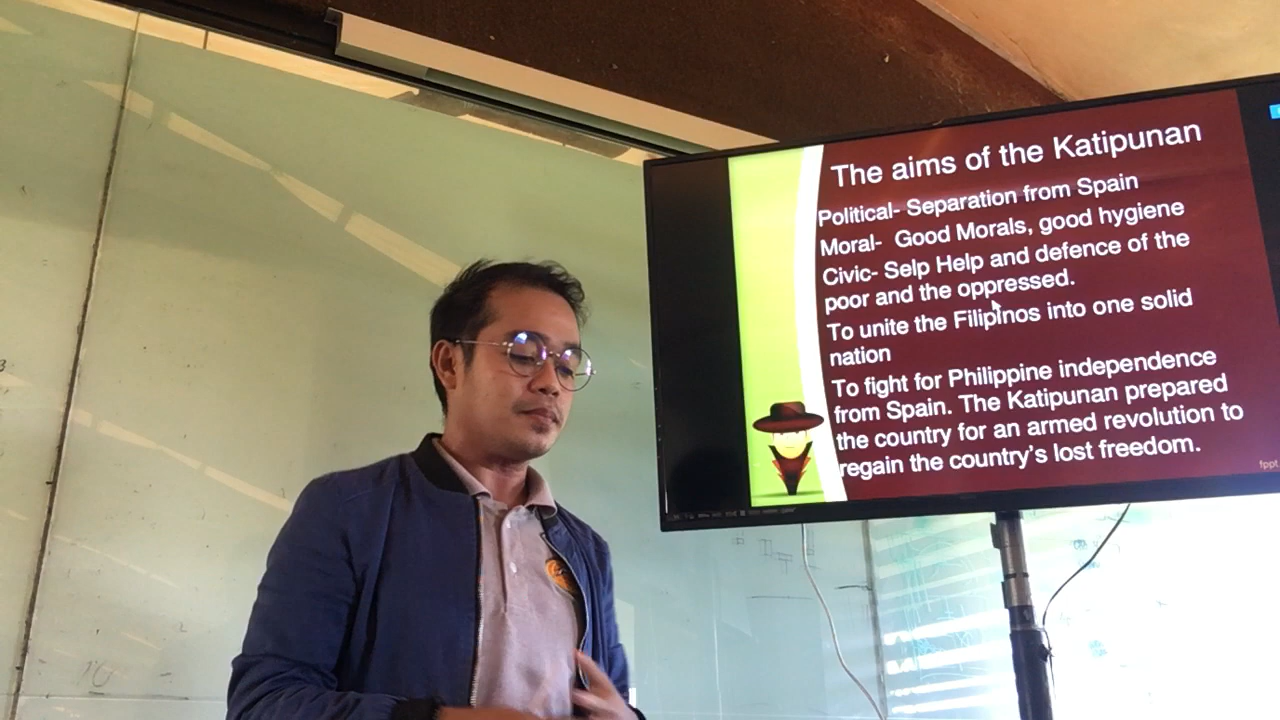 The aims of the Katipunan
Political- Separation from Spain
Moral- Good Morals, good hygiene
Civic- Selp Help and defence of the
poor and the oppressed.
To unite the Filipinos into one solid
nation
To fight for Philippine independence
from Spain. The Katipunan prepared
the country for an armed revolution to
regain the country's lost freedom.
fppt